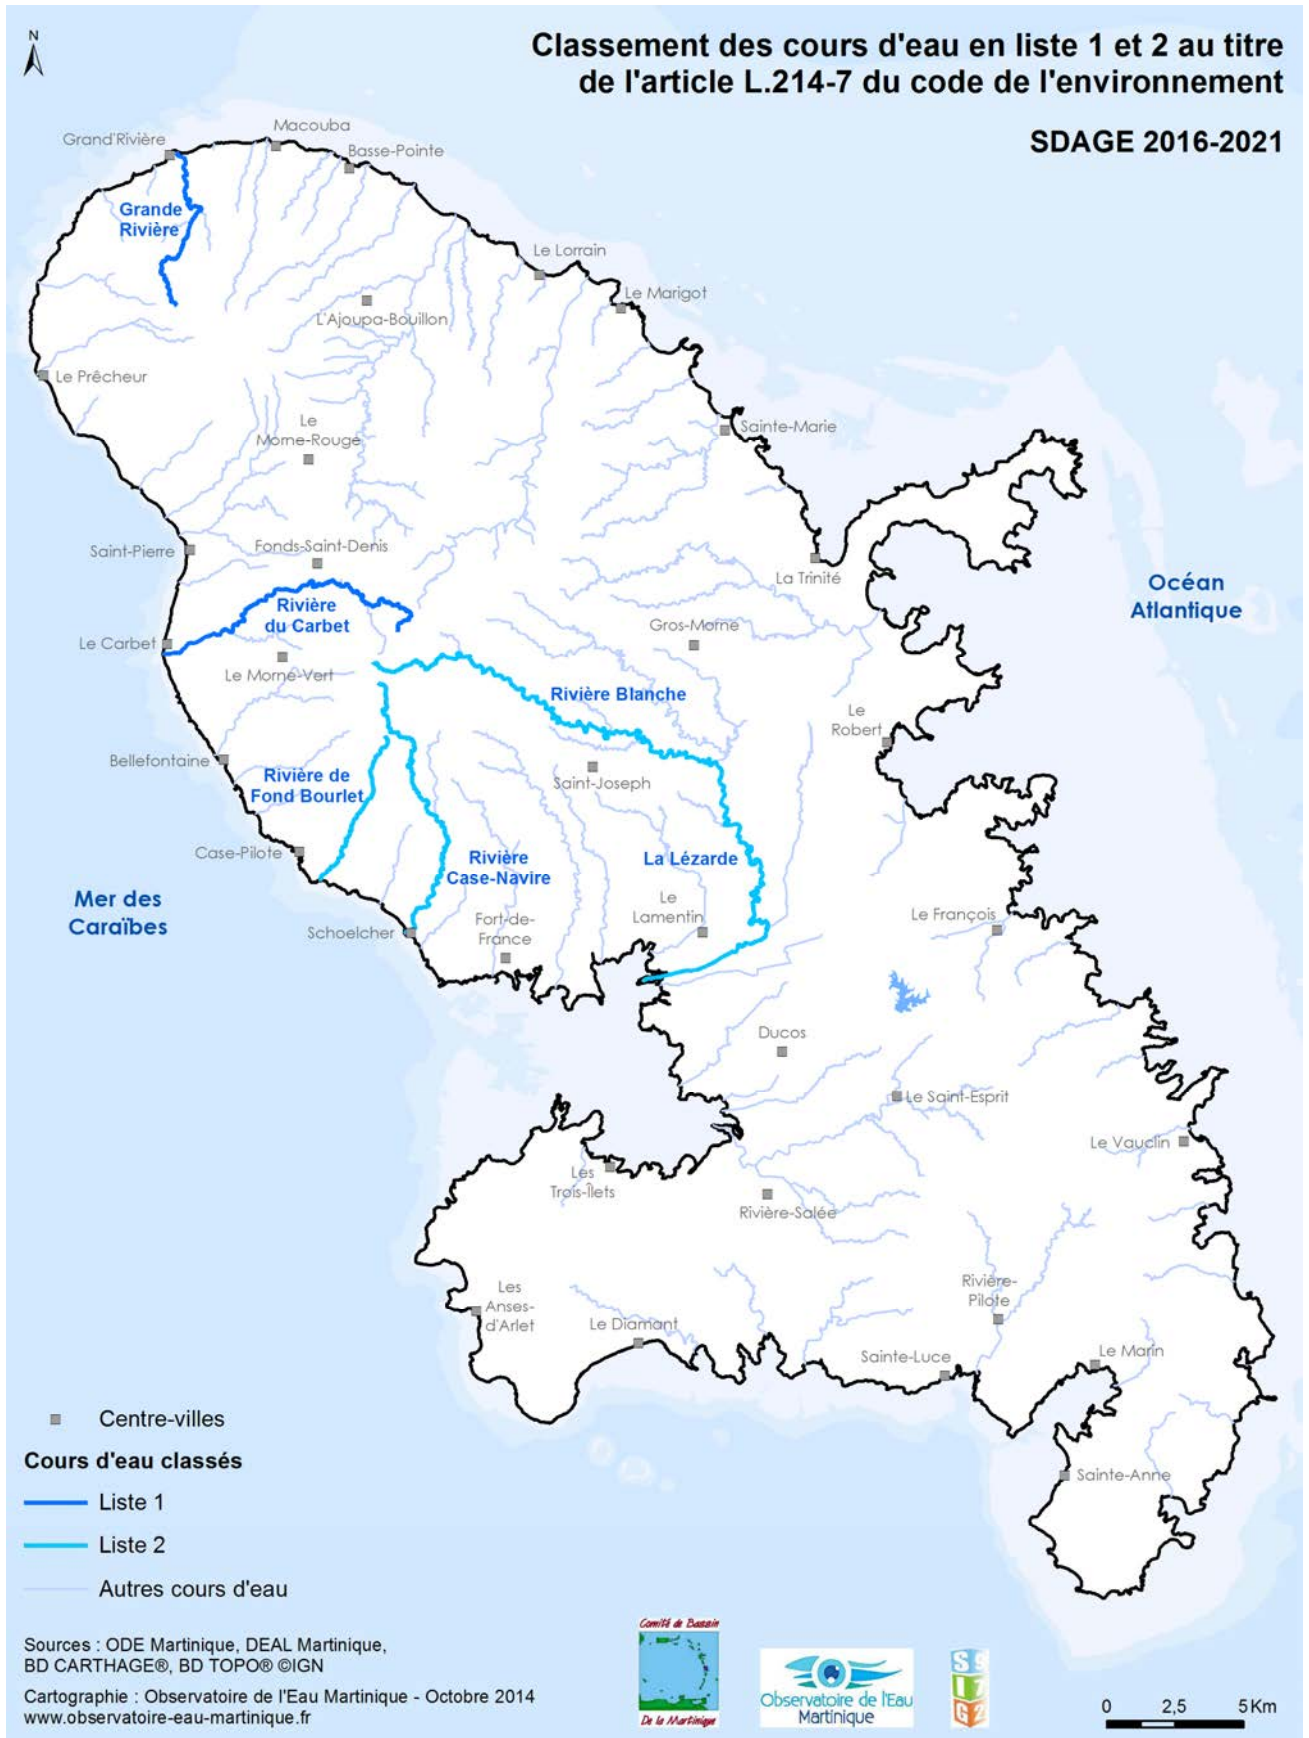 N
Classement des cours d'eau en liste 1 et 2 au titre
de l'article L.214-7 du code de l'environnement
SDAGE 2016-2021
Grand'Rivière
Macouba
Basse-Pointe
Grande
Rivière
Le Lorrain
Le Marigot
L'Ajoupa-Bouillon
Le Prêcheur
Le
Morne-Rouge
Sainte-Marie
Saint-Pierre
Fonds-Saint-Denis
La Trinité
Océan
Atlantique
Rivière
du Carbet
Le Carbet
Gros-Morne
Le Morne-Vert
Rivière Blanche
Le
Robert
Bellefontaine
Rivière de
Fond Bourlet
Saint-Joseph
Case-Pilote
Rivière
Case-Navire
La Lézarde
Mer des
Caraïbes
Le
Lamentin
Le François
Schoelcher
Fort-de-
France
Ducos
Le Saint-Esprit
Le Vauclin
Les
Trois-Îlets
Rivière-Salée
Les
Anses-
d'Arlet
Rivière-
Pilote
Le Diamant
Sainte-Luce
Le Marin
Sainte-Anne
Centre-villes
Cours d'eau classés
Liste 1
Liste 2
Autres cours d'eau
Sources : ODE Martinique, DEAL Martinique,
BD CARTHAGE®, BD TOPO® ©IGN
Cartographie : Observatoire de l'Eau Martinique - Octobre 2014
www.observatoire-eau-martinique.fr
Comité de Bassin
De la Martinique
Observatoire de l'Eau
Martinique
S 9
I 7
G 2
0 2,5 5 Km